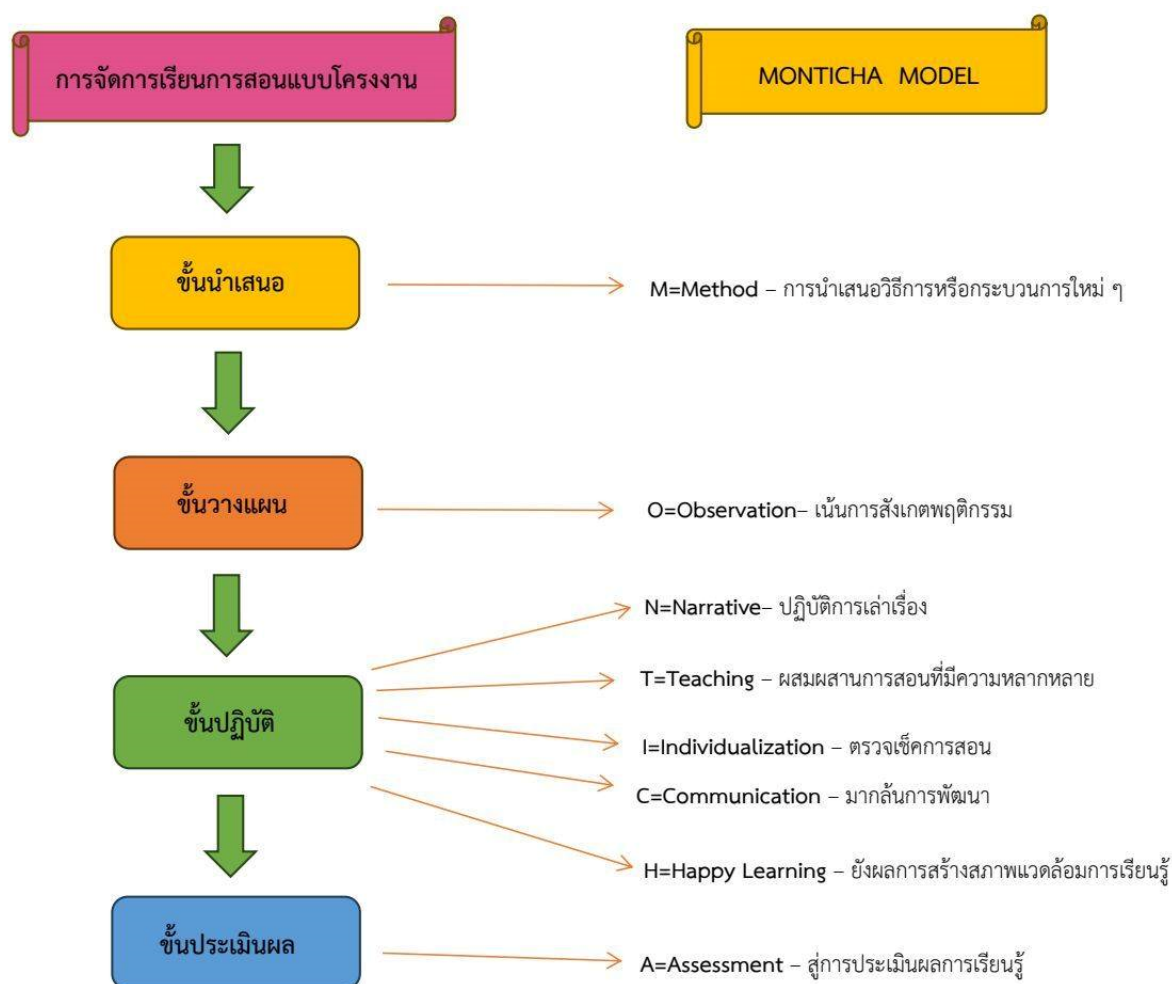 การจัดการเรียนการสอนแบบโครงงาน
MONTICHA MODEL
ขั้นนำเสนอ
M=Method – การนำเสนอวิธีการหรือกระบวนการใหม่ ๆ
ขั้นวางแผน
O=Observation– เน้นการสังเกตพฤติกรรม
N=Narrative– ปฏิบัติการเล่าเรื่อง
T=Teaching – ผสมผสานการสอนที่มีความหลากหลาย
ขั้นปฏิบัติ
I=Individualization – ตรวจเช็คการสอน
C=Communication – มากล้นการพัฒนา
H=Happy Learning – ยังผลการสร้างสภาพแวดล้อมการเรียนรู้
ขั้นประเมินผล
A=Assessment – สู่การประเมินผลการเรียนรู้